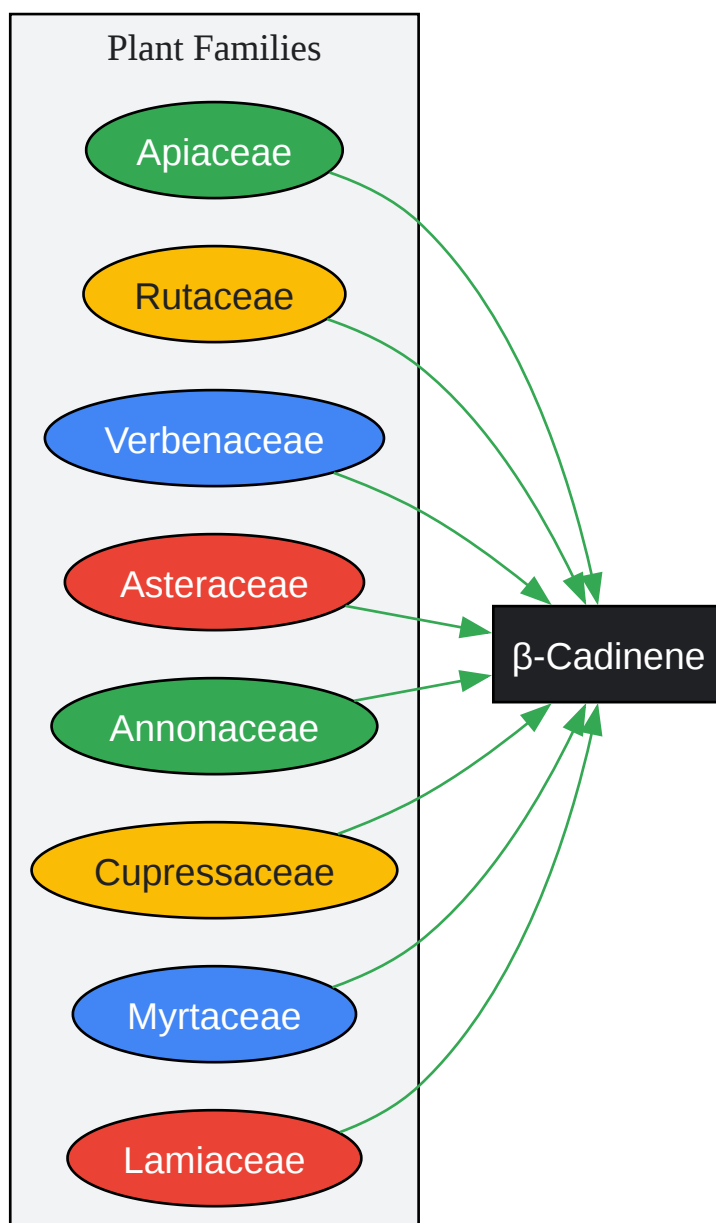 Plant Families
Apiaceae
Rutaceae
Verbenaceae
Asteraceae
β-Cadinene
Annonaceae
Cupressaceae
Myrtaceae
Lamiaceae